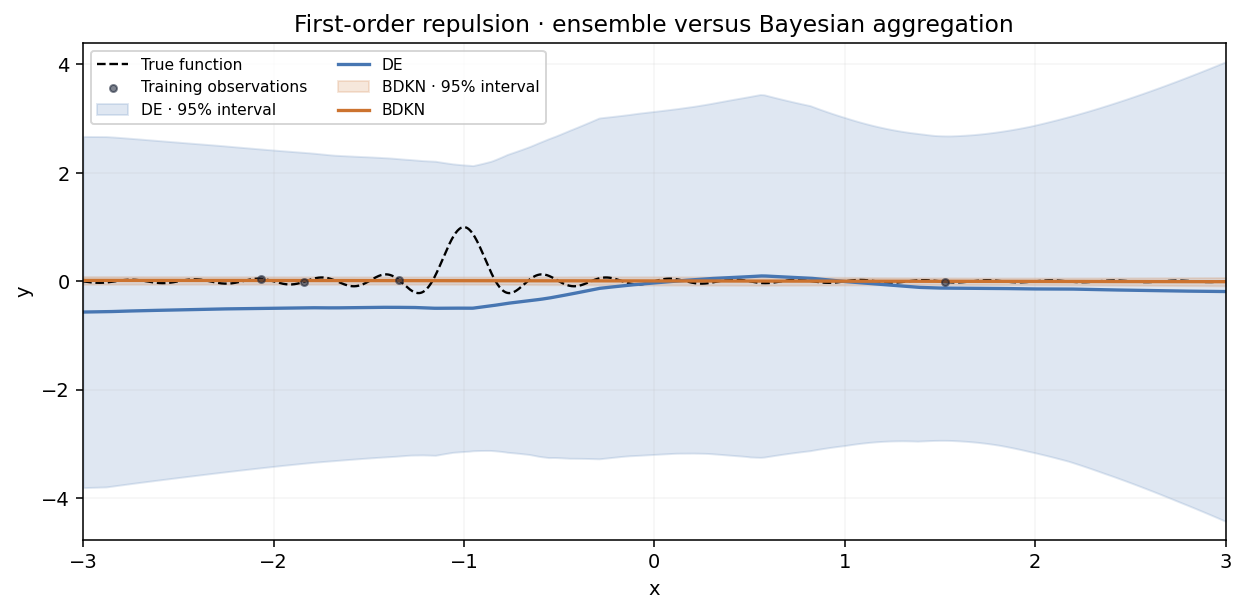 First-order repulsion · ensemble versus Bayesian aggregation
True function
Training observations
DE · 95% interval
DE
BDKN · 95% interval
BDKN
y
4
2
0
−2
−4
−3
−2
−1
0
1
2
3
x